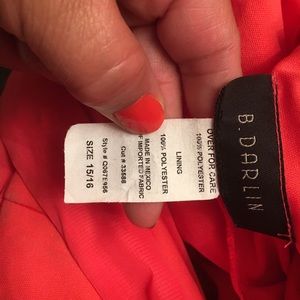 B. DARLIN
OVER FOR CARE
100% POLYESTER
LINING
100% POLYESTER
MADE IN MEXICO
OF IMPORTED FABRIC
Cut # 33688
Style #
SIZE 15/16